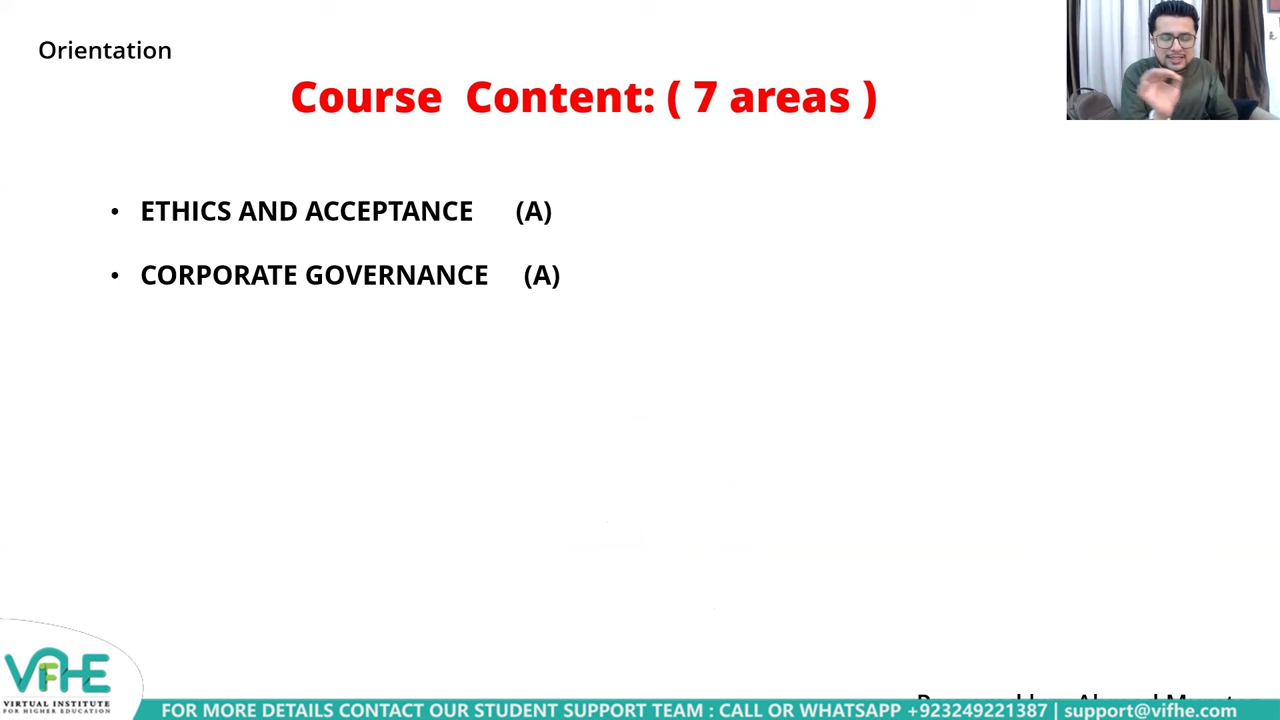 Orientation
Course Content: ( 7 areas )
• ETHICS AND ACCEPTANCE (A)
• CORPORATE GOVERNANCE (A)
VFHE
VIRTUAL INSTITUTE
FOR HIGHER EDUCATION
FOR MORE DETAILS CONTACT OUR STUDENT SUPPORT TEAM : CALL OR WHATSAPP +923249221387 | support@vifhe.com